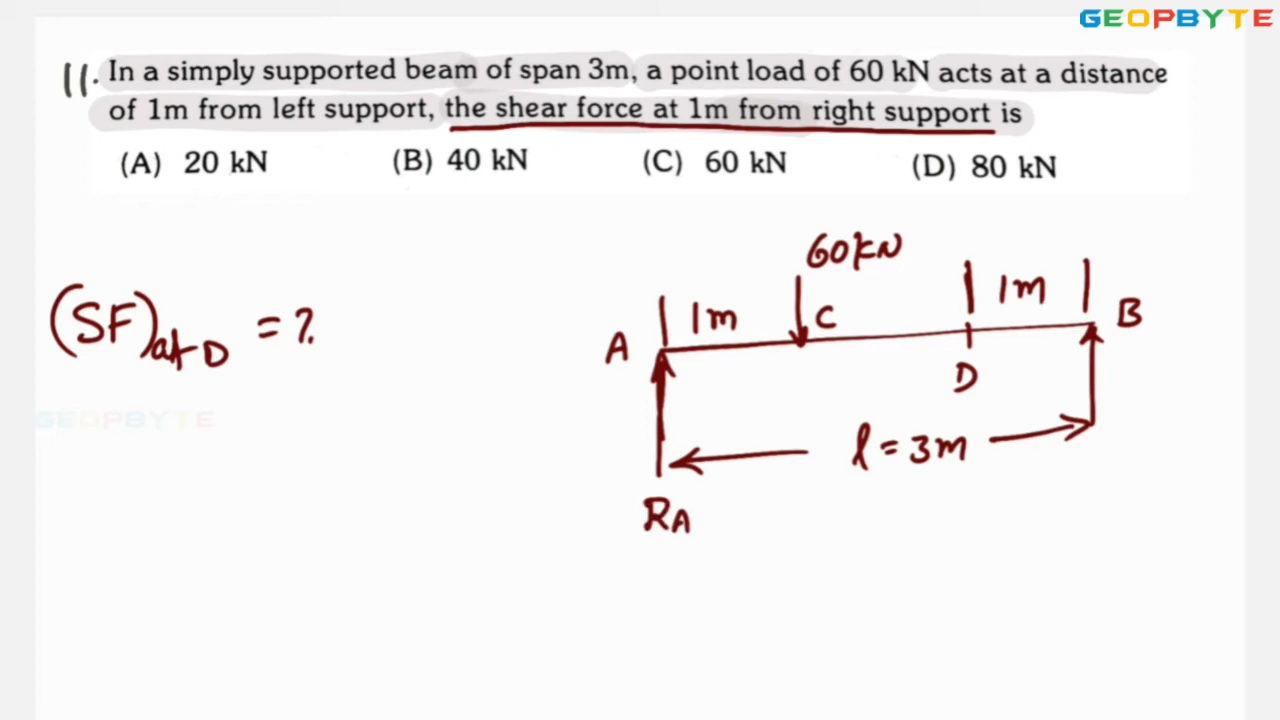 GEOPBYTE
11. In a simply supported beam of span 3m, a point load of 60 kN acts at a distance
of 1m from left support, the shear force at 1m from right support is
(A) 20 kN (B) 40 kN (C) 60 kN (D) 80 kN
60kN
(SF)at D = ?
1m C 1m B
A
D
l = 3m
RA
GEOPBYTE